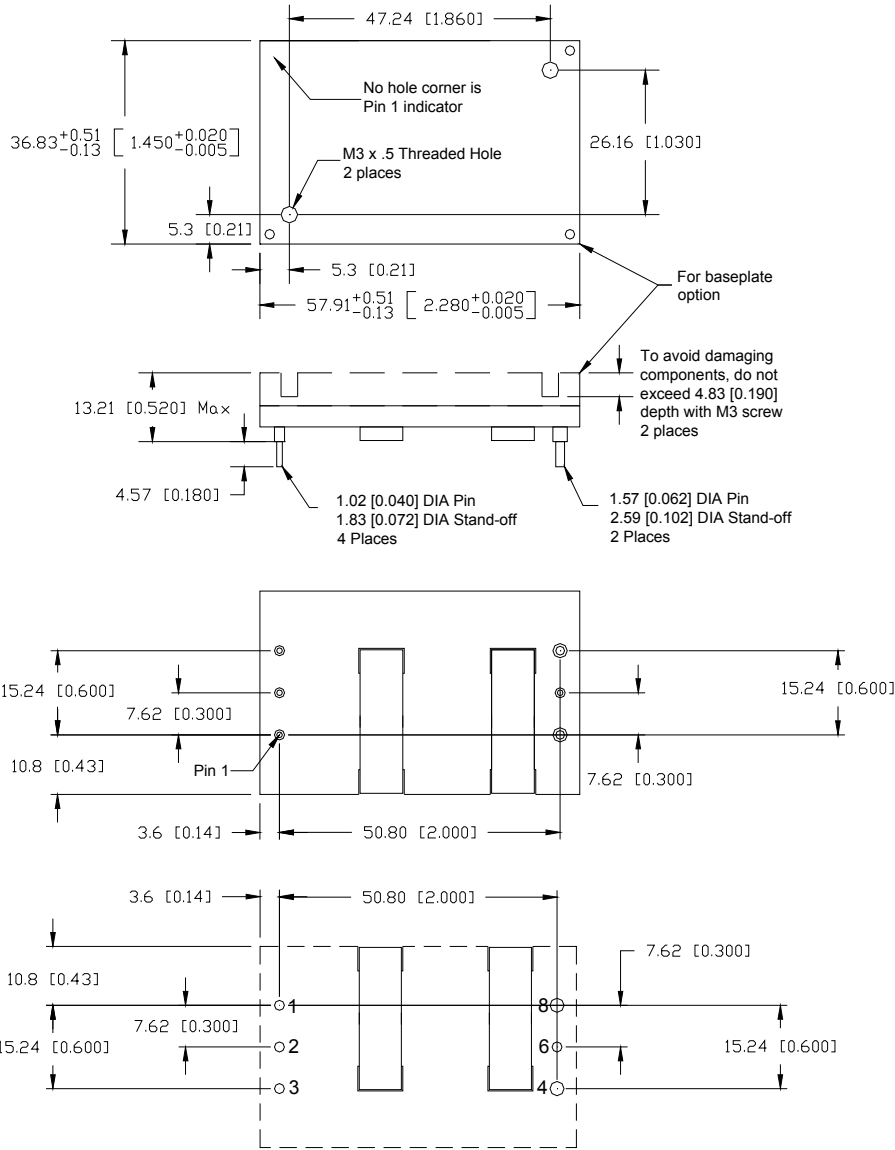 47.24 [1.860]
No hole corner is
Pin 1 indicator
36.83 +0.51 -0.13 [ 1.450 +0.020 -0.005 ]
26.16 [1.030]
M3 x .5 Threaded Hole
2 places
5.3 [0.21]
5.3 [0.21]
For baseplate
option
57.91 +0.51 -0.13 [ 2.280 +0.020 -0.005 ]
To avoid damaging
components, do not
exceed 4.83 [0.190]
depth with M3 screw
2 places
13.21 [0.520] Max
4.57 [0.180]
1.02 [0.040] DIA Pin
1.83 [0.072] DIA Stand-off
4 Places
1.57 [0.062] DIA Pin
2.59 [0.102] DIA Stand-off
2 Places
15.24 [0.600]
15.24 [0.600]
7.62 [0.300]
10.8 [0.43]
Pin 1
7.62 [0.300]
3.6 [0.14]
50.80 [2.000]
3.6 [0.14]
50.80 [2.000]
7.62 [0.300]
10.8 [0.43]
1
8
7.62 [0.300]
15.24 [0.600]
2
6
15.24 [0.600]
3
4